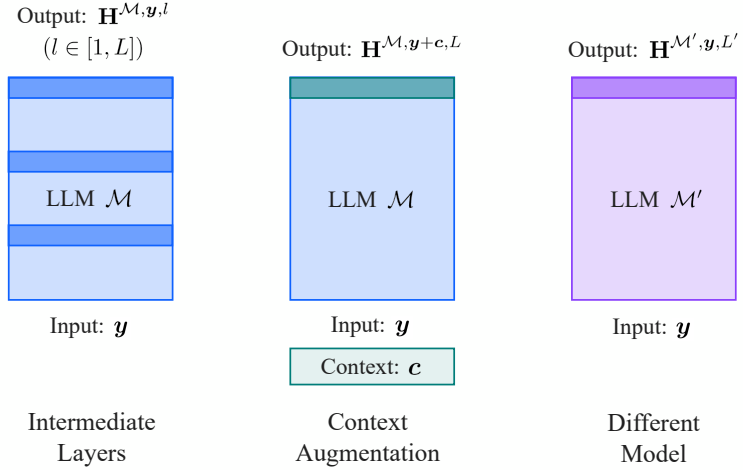 Output: H^{M,y,l}
(l ∈ [1, L])
LLM M
Input: y
Intermediate
Layers
Output: H^{M,y+c,L}
LLM M
Input: y
Context: c
Context
Augmentation
Output: H^{M′,y,L′}
LLM M′
Input: y
Different
Model